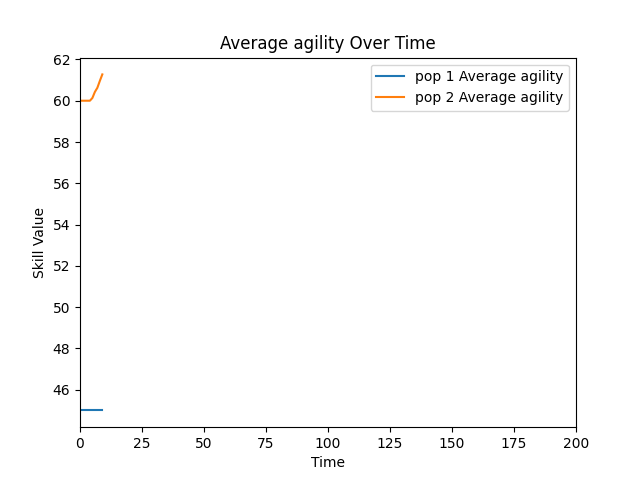 Average agility Over Time
pop 1 Average agility
pop 2 Average agility
Skill Value
62
60
58
56
54
52
50
48
46
0 25 50 75 100 125 150 175 200
Time